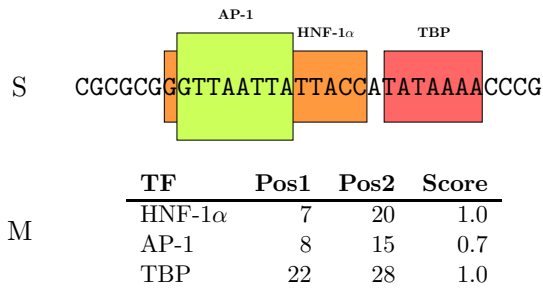 AP-1
HNF-1α TBP
S CGCGCGGGTTAATTATTACCATATAAAACCCG
TF Pos1 Pos2 Score
HNF-1α 7 20 1.0
M AP-1 8 15 0.7
TBP 22 28 1.0